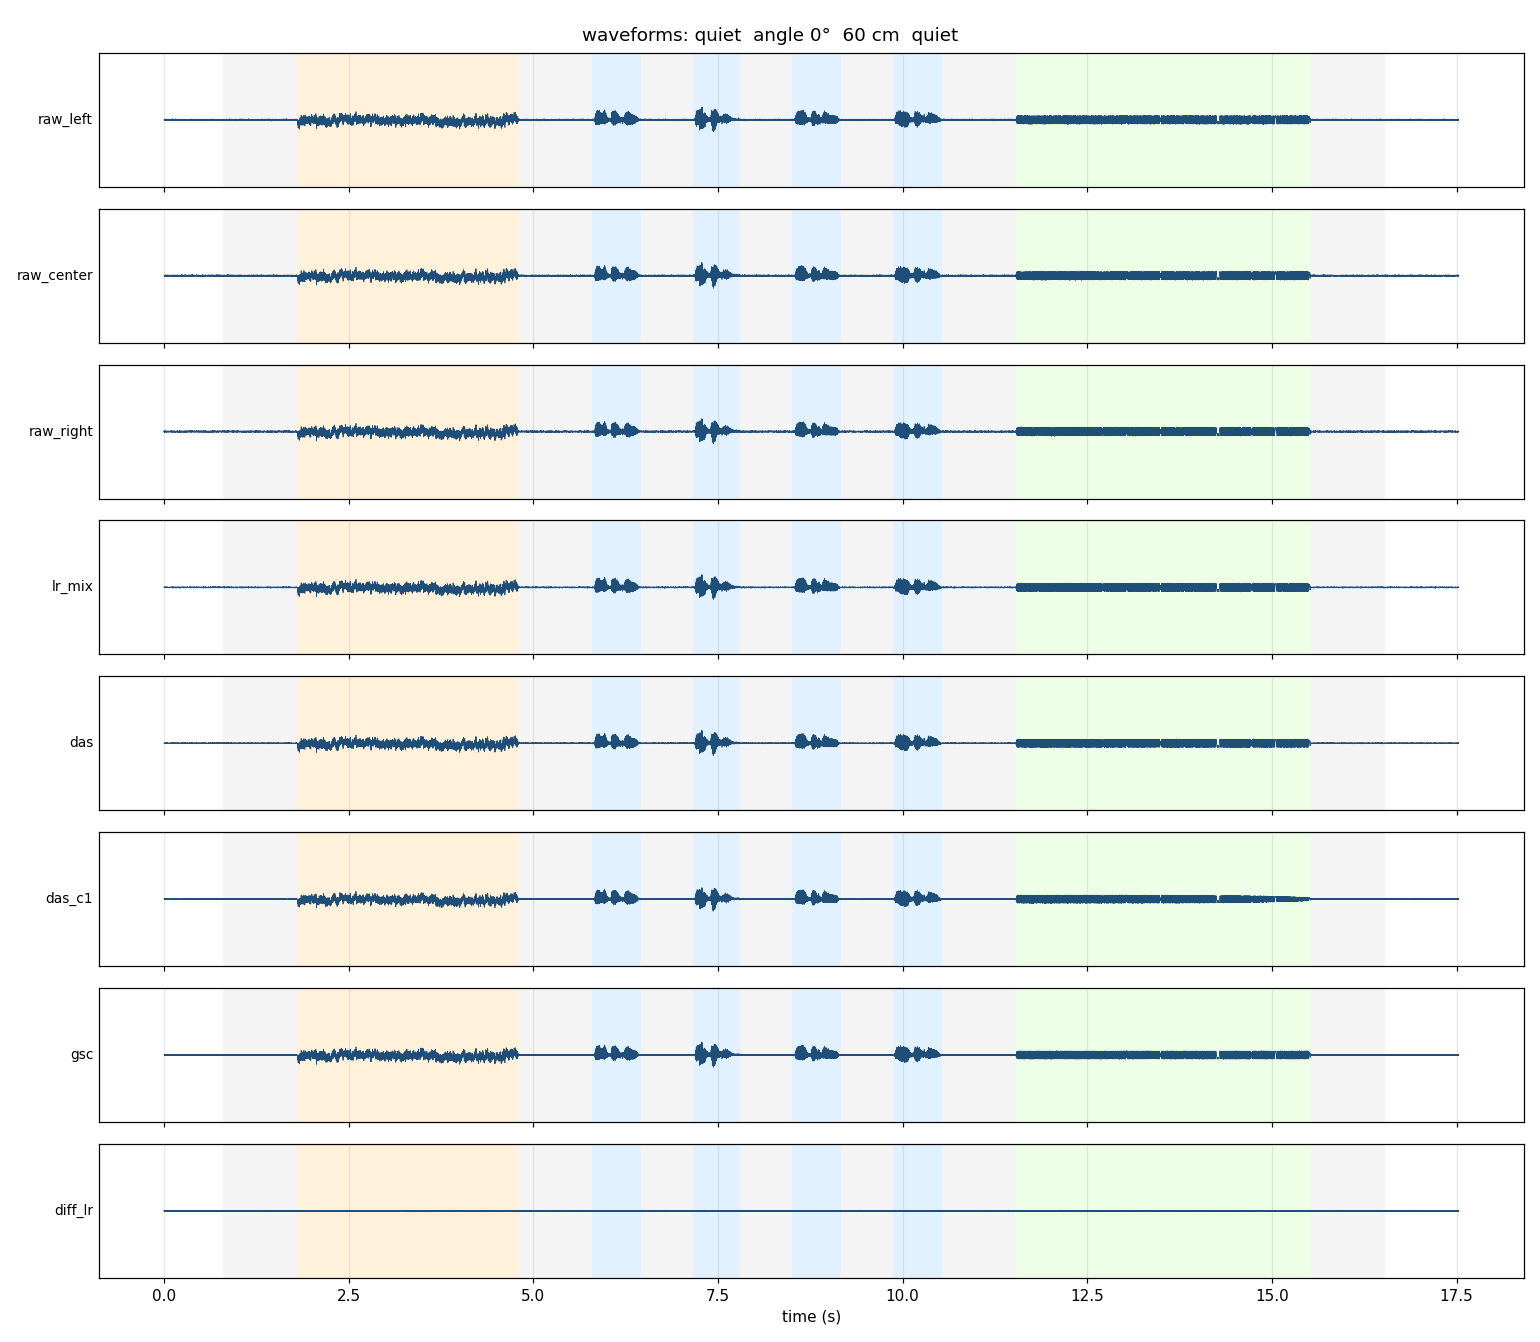 waveforms: quiet  angle 0°  60 cm  quiet
raw_left
raw_center
raw_right
lr_mix
das
das_c1
gsc
diff_lr
0.0 2.5 5.0 7.5 10.0 12.5 15.0 17.5
time (s)